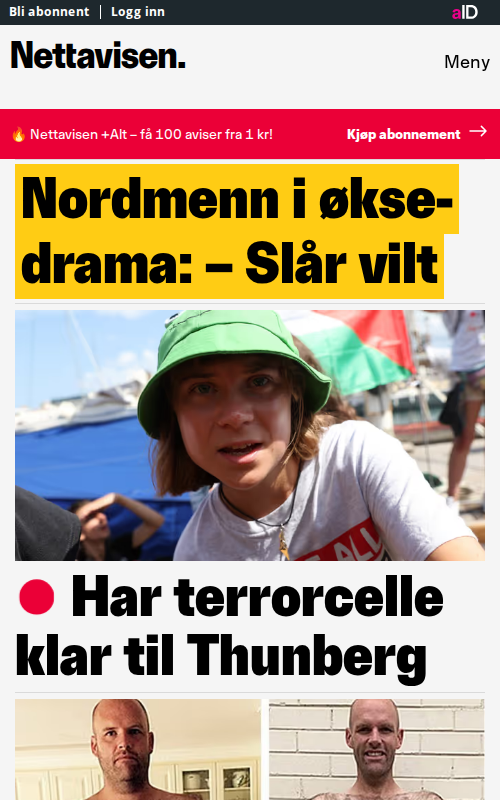 Bli abonnent | Logg inn
aID
Nettavisen.
Meny
🔥 Nettavisen +Alt – få 100 aviser fra 1 kr!
Kjøp abonnement →
Nordmenn i økse-
drama: – Slår vilt
Har terrorcelle
klar til Thunberg